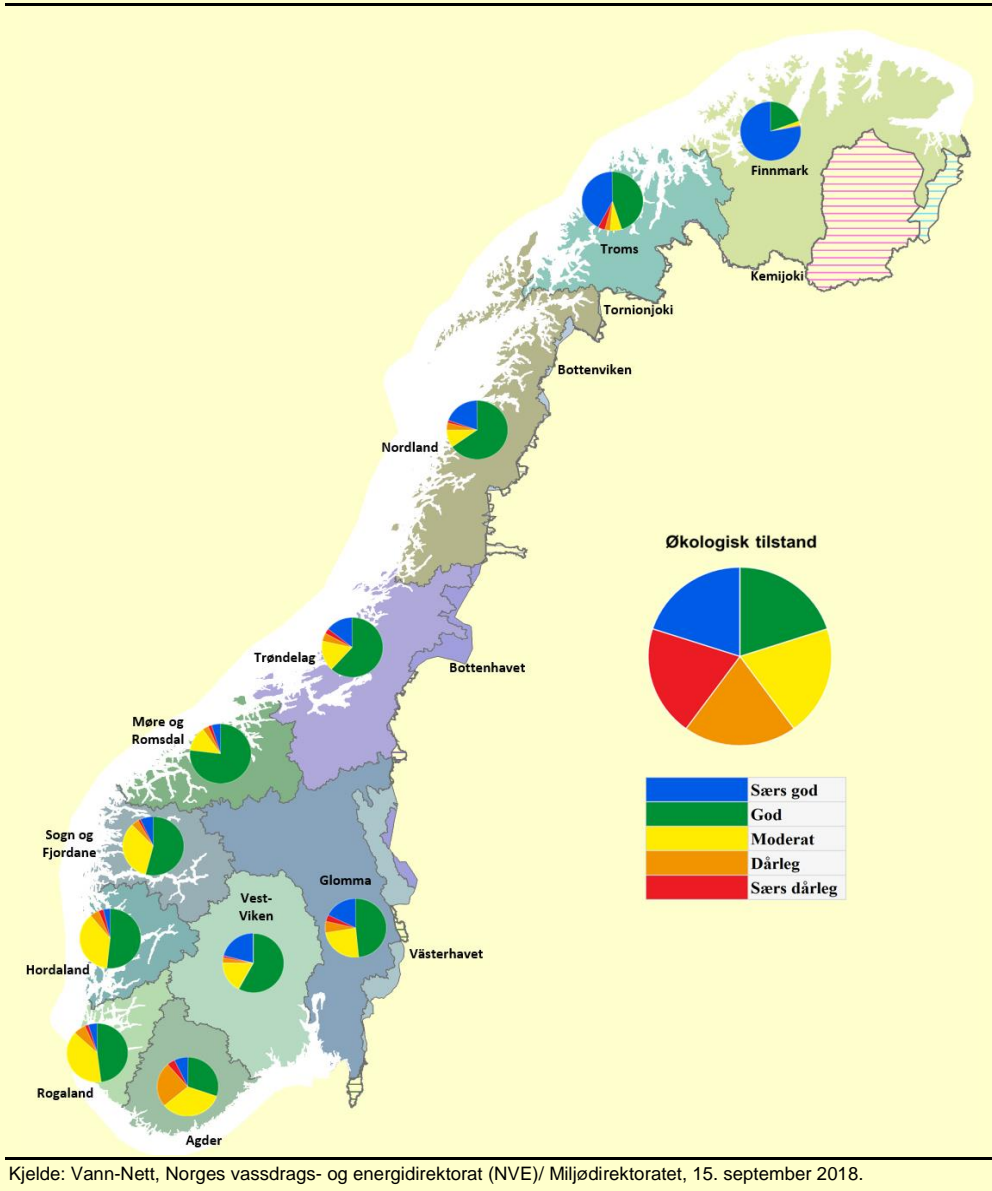 Finnmark
Troms
Kemijoki
Tornionjoki
Bottenviken
Nordland
Økologisk tilstand
Trøndelag
Bottenhavet
Møre og
Romsdal
Særs god
God
Moderat
Dårleg
Særs dårleg
Sogn og
Fjordane
Glomma
Vest-
Viken
Västerhavet
Hordaland
Rogaland
Agder
Kjelde: Vann-Nett, Norges vassdrags- og energidirektorat (NVE)/ Miljødirektoratet, 15. september 2018.